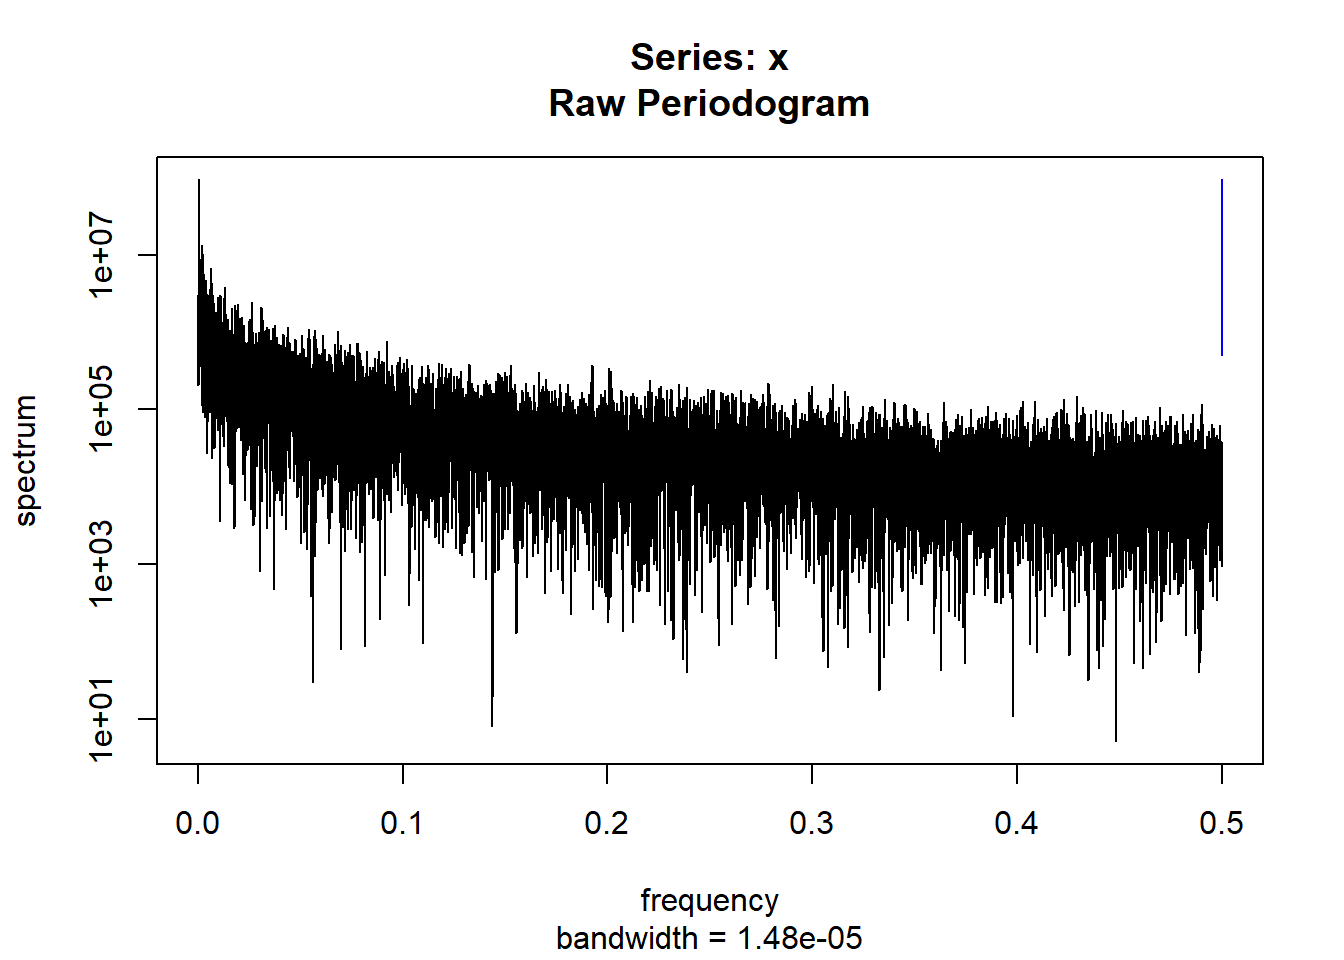 Series: x
Raw Periodogram
spectrum
1e+07
1e+05
1e+03
1e+01
0.0 0.1 0.2 0.3 0.4 0.5
frequency
bandwidth = 1.48e-05